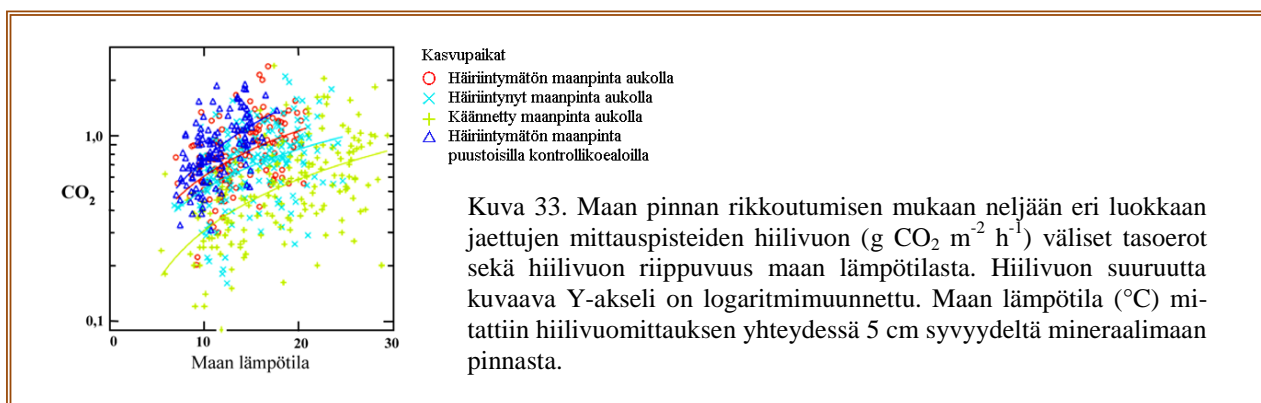 1,0
CO2
0,1
0 10 20 30
Maan lämpötila
Kasvupaikat
Häiriintymätön maanpinta aukolla
Häiriintynyt maanpinta aukolla
Käännetty maanpinta aukolla
Häiriintymätön maanpinta
puustoisilla kontrollikoealoilla
Kuva 33. Maan pinnan rikkoutumisen mukaan neljään eri luokkaan
jaettujen mittauspisteiden hiilivuon (g CO2 m-2 h-1) väliset tasoerot
sekä hiilivuon riippuvuus maan lämpötilasta. Hiilivuon suuruutta
kuvaava Y-akseli on logaritmimuunnettu. Maan lämpötila (°C) mi-
tattiin hiilivuomittauksen yhteydessä 5 cm syvyydeltä mineraalimaan
pinnasta.